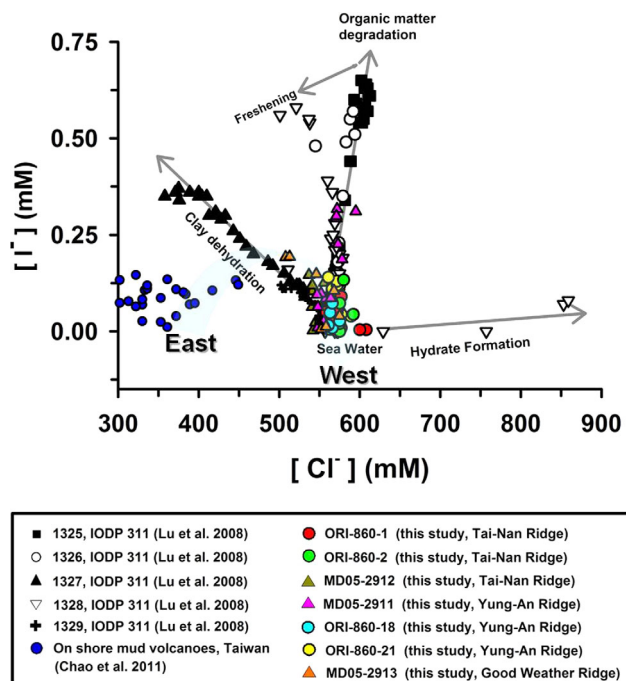 Organic matter
degradation
0.75
Freshening
0.50
[ I⁻ ] (mM)
Clay dehydration
0.25
0.00
East
Sea Water
West
Hydrate Formation
300 400 500 600 700 800 900
[ Cl⁻ ] (mM)
1325, IODP 311 (Lu et al. 2008)
1326, IODP 311 (Lu et al. 2008)
1327, IODP 311 (Lu et al. 2008)
1328, IODP 311 (Lu et al. 2008)
1329, IODP 311 (Lu et al. 2008)
On shore mud volcanoes, Taiwan
(Chao et al. 2011)
ORI-860-1 (this study, Tai-Nan Ridge)
ORI-860-2 (this study, Tai-Nan Ridge)
MD05-2912 (this study, Tai-Nan Ridge)
MD05-2911 (this study, Yung-An Ridge)
ORI-860-18 (this study, Yung-An Ridge)
ORI-860-21 (this study, Yung-An Ridge)
MD05-2913 (this study, Good Weather Ridge)